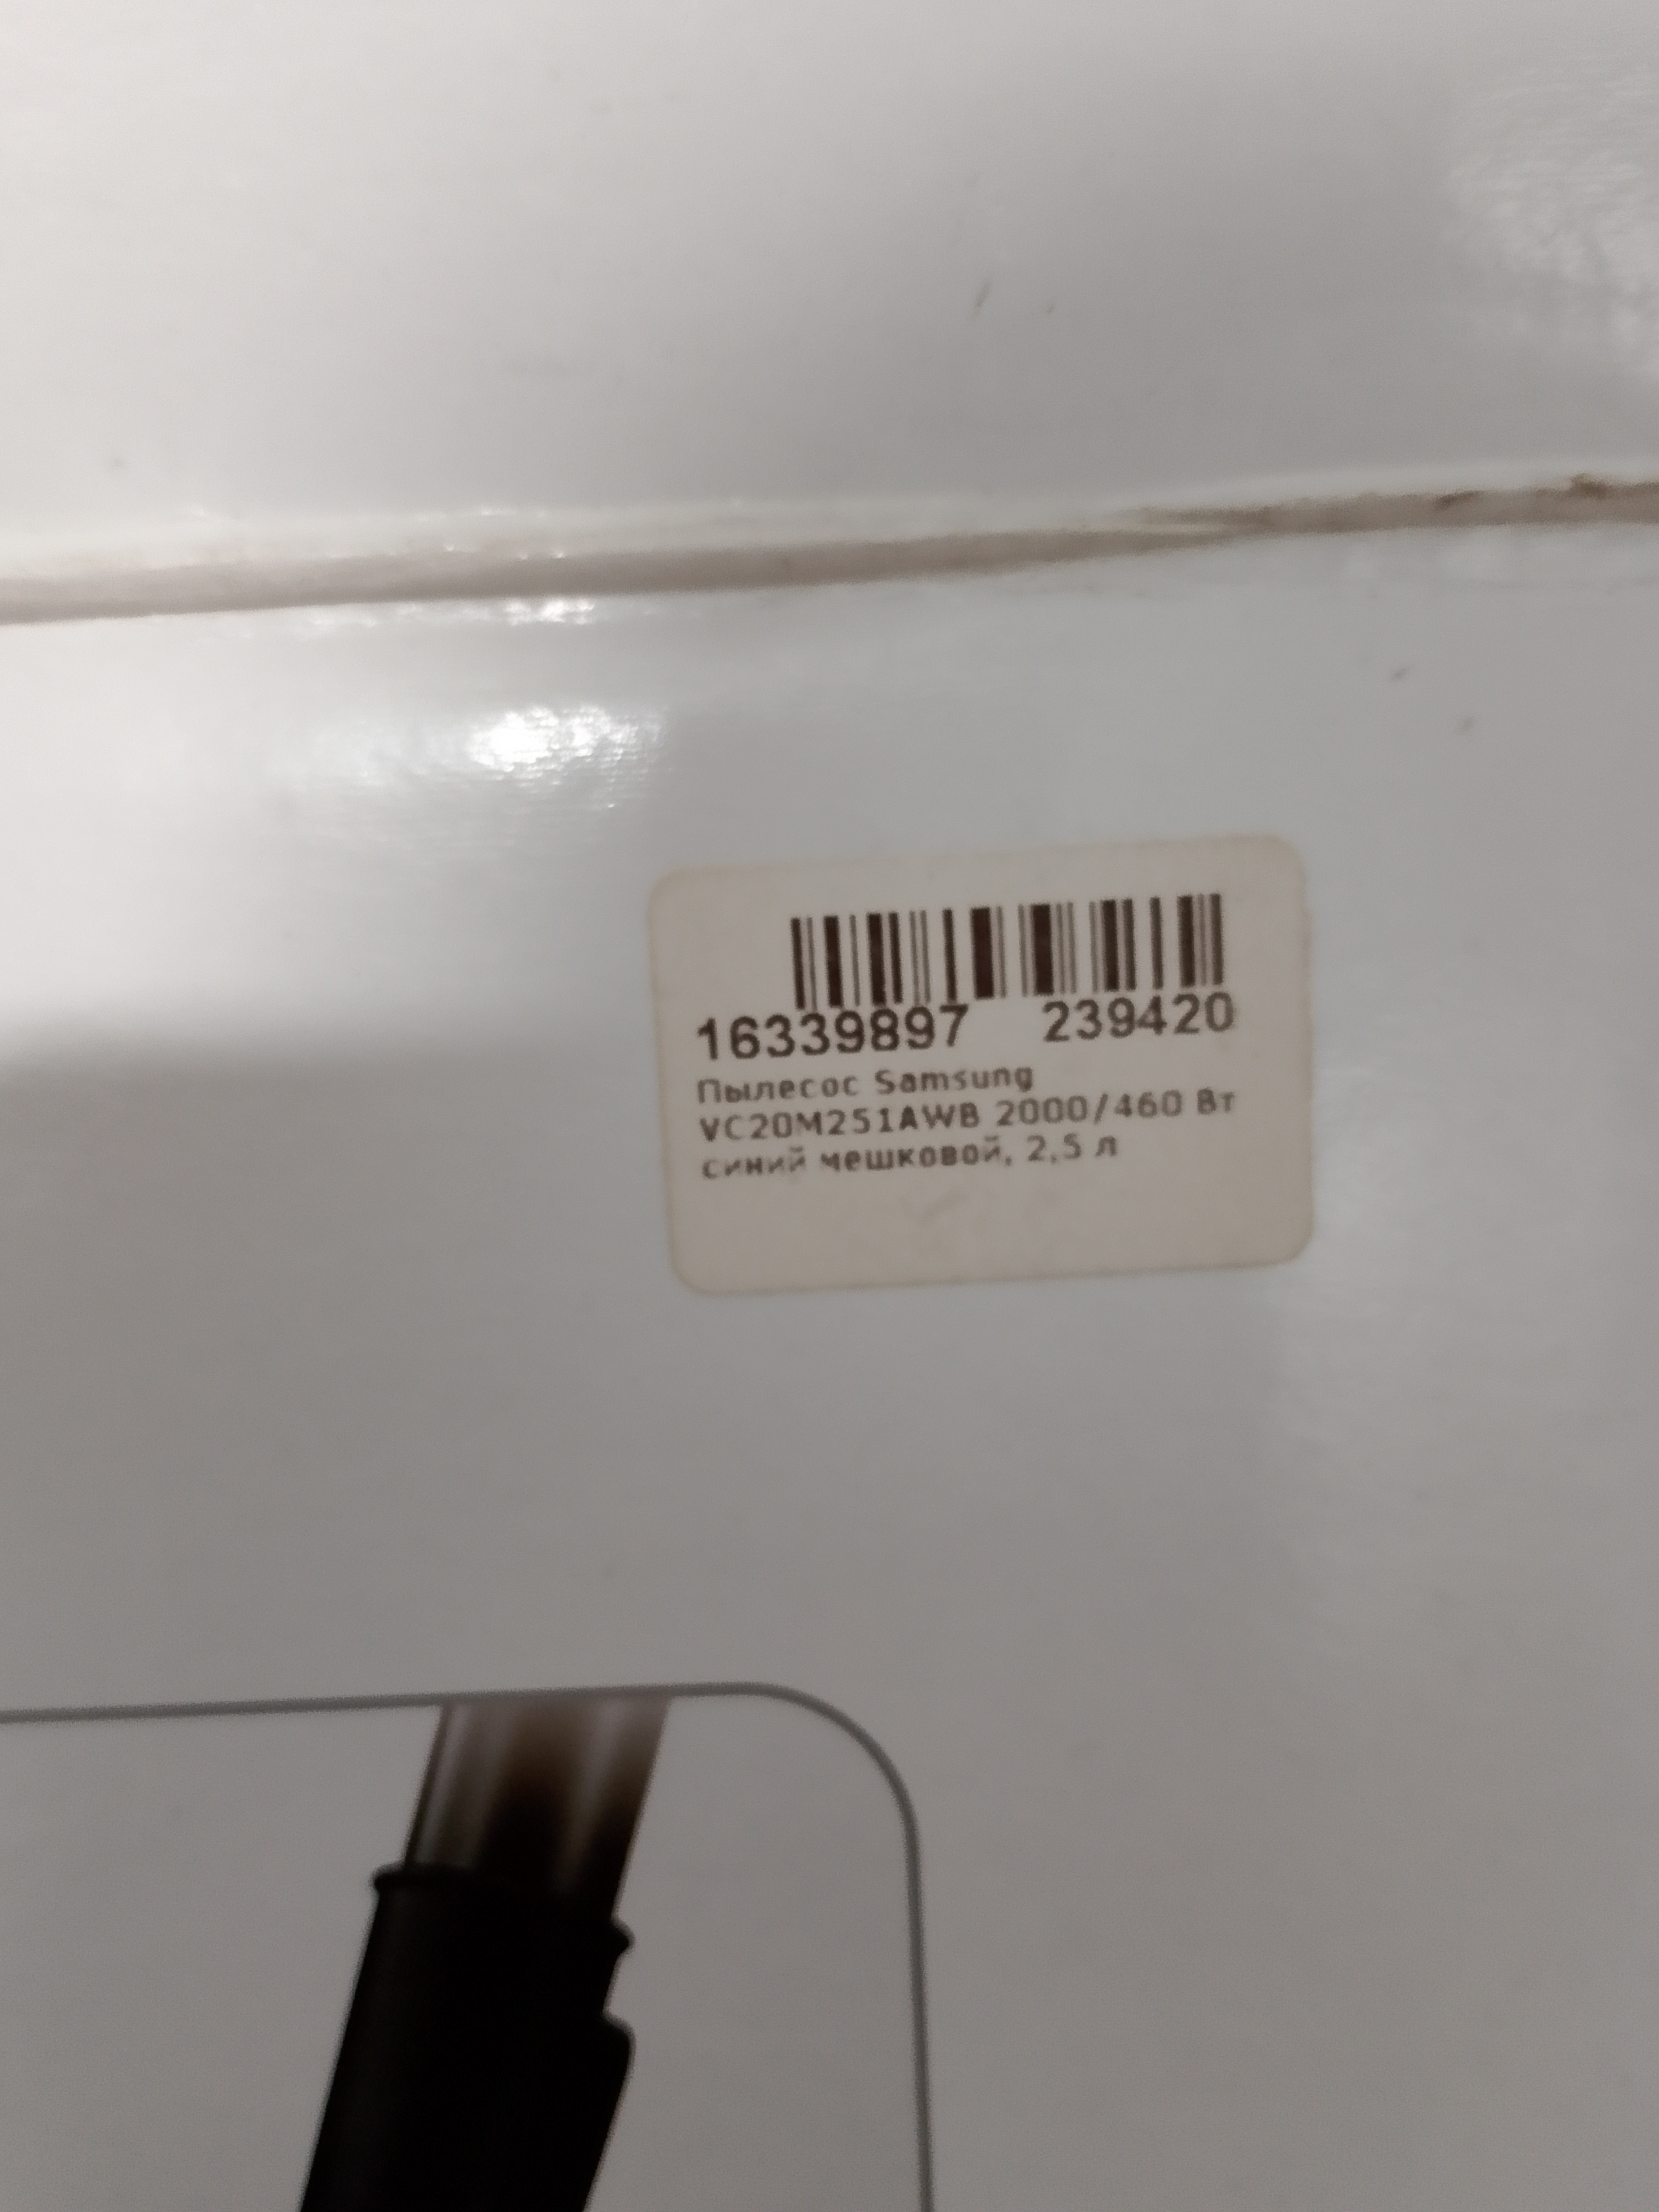 16339897 239420
Пылесос Samsung
VC20M251AWB 2000/460 Вт
синий мешковой, 2,5 л